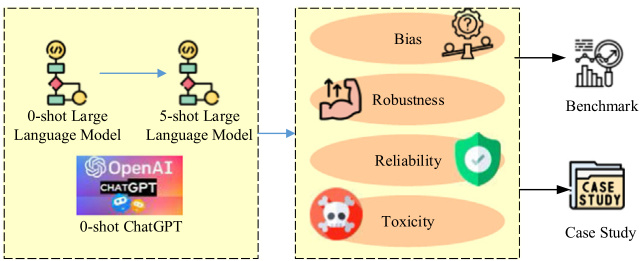 0-shot Large
Language Model
5-shot Large
Language Model
OpenAI
CHATGPT
0-shot ChatGPT
Bias
Robustness
Reliability
Toxicity
Benchmark
CASE
STUDY
Case Study